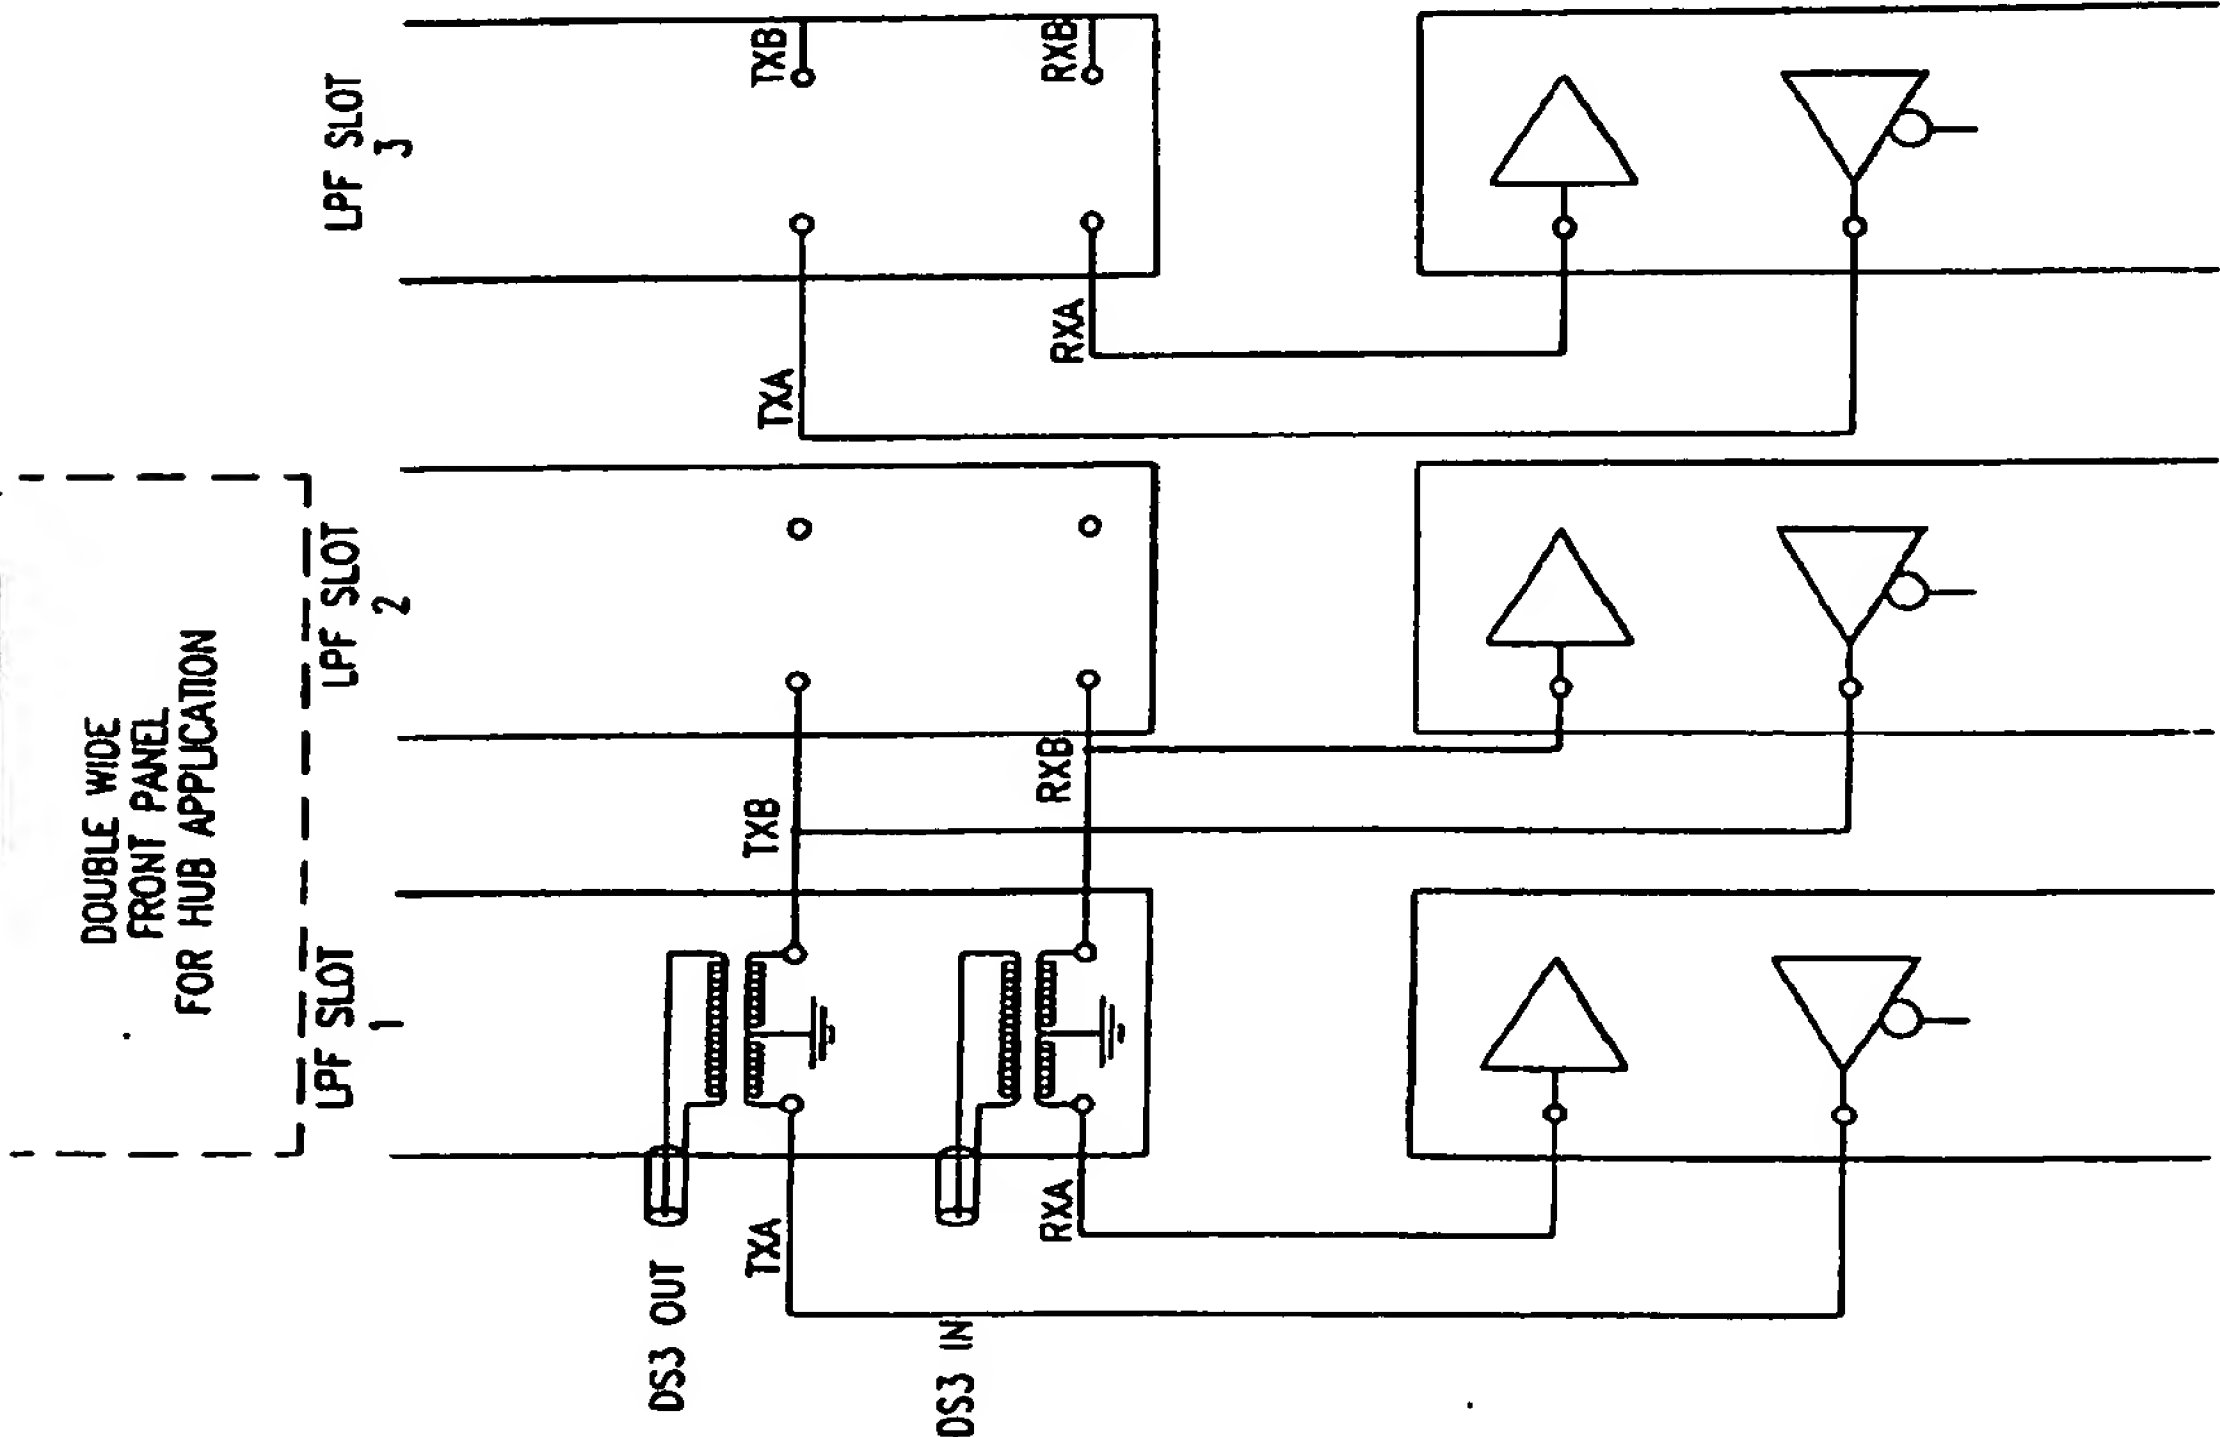 DOUBLE WIDE
FRONT PANEL
FOR HUB APPLICATION
LPF SLOT
1
LPF SLOT
2
LPF SLOT
3
DS3 OUT
TXA
TXB
TXA
TXB
DS3 IN
RXA
RXB
RXA
RXB